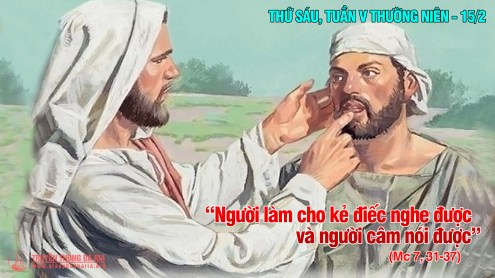 THỨ SÁU, TUẦN V THƯỜNG NIÊN - 15/2
“Người làm cho kẻ điếc nghe được
và người câm nói được”
(Mc 7, 31-37)